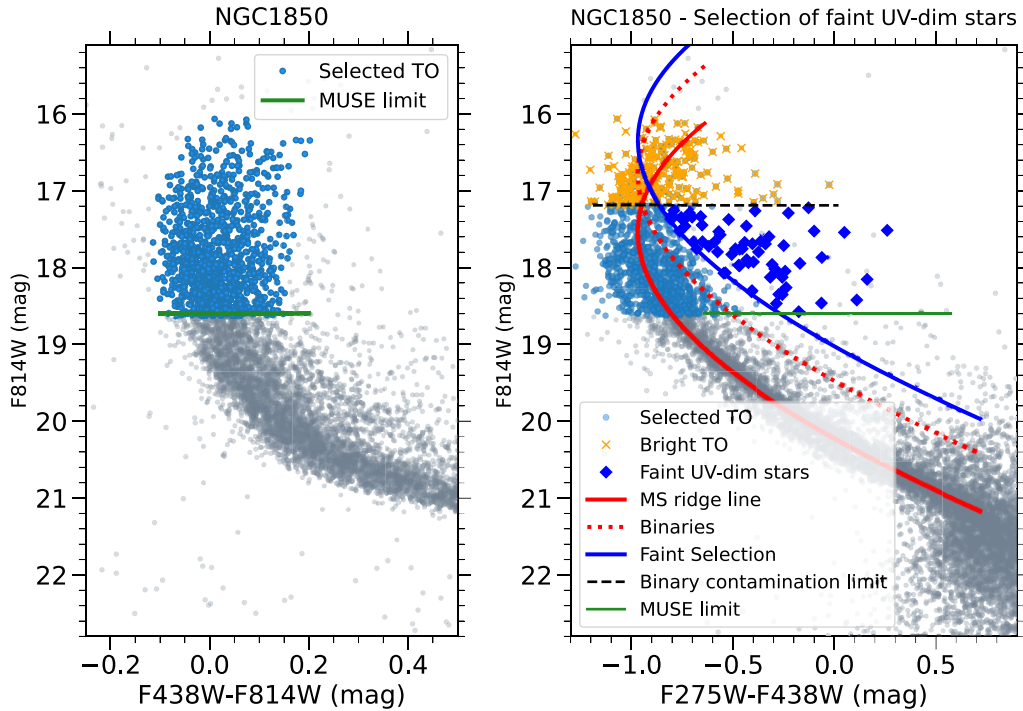 NGC1850
Selected TO
MUSE limit
16
17
18
19
20
21
22
F814W (mag)
−0.2
0.0
0.2
0.4
F438W-F814W (mag)
NGC1850 - Selection of faint UV-dim stars
16
17
18
19
20
21
22
F814W (mag)
Selected TO
Bright TO
Faint UV-dim stars
MS ridge line
Binaries
Faint Selection
Binary contamination limit
MUSE limit
−1.0
−0.5
0.0
0.5
F275W-F438W (mag)